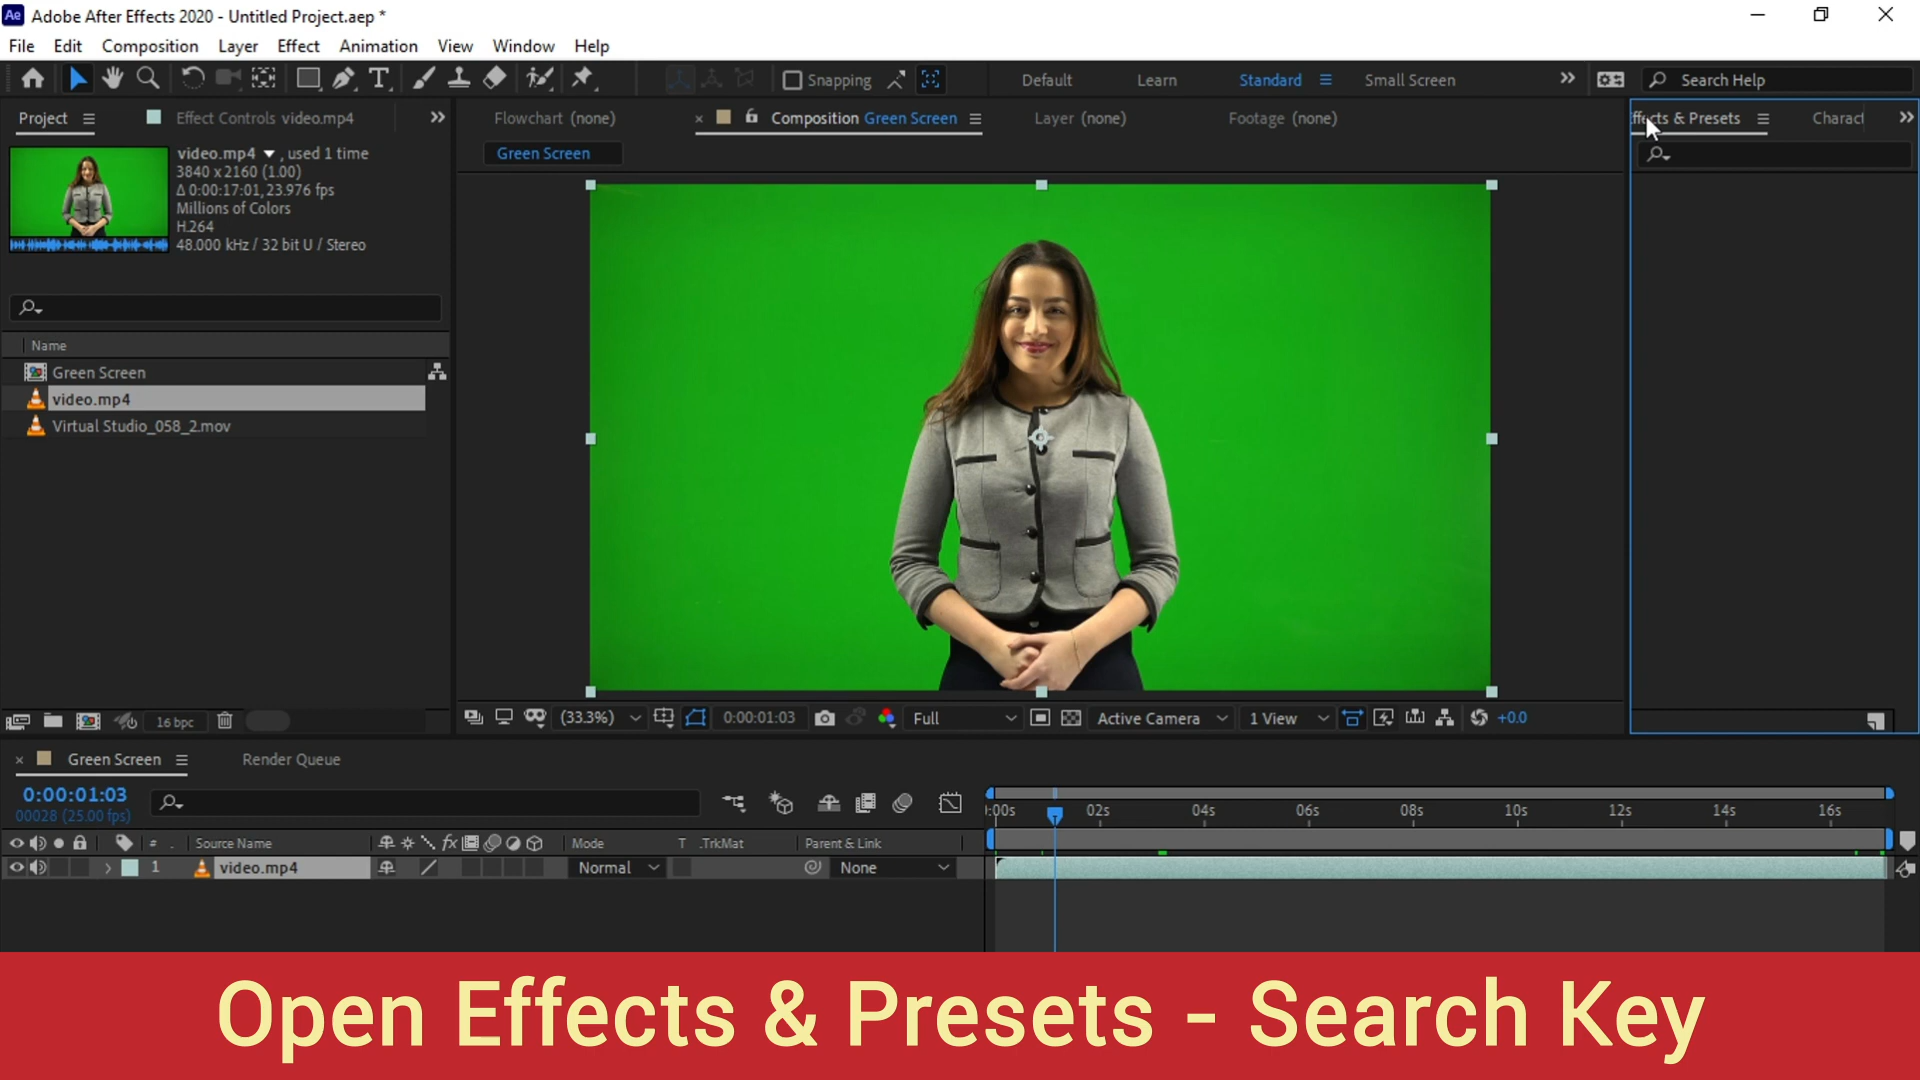 Ae Adobe After Effects 2020 - Untitled Project.aep *
File Edit Composition Layer Effect Animation View Window Help
T Snapping Default Learn Standard Small Screen Search Help
Project Effect Controls video.mp4
Flowchart (none) Composition Green Screen Layer (none) Footage (none)
ffects & Presets Charact
Green Screen
video.mp4 , used 1 time
3840 x 2160 (1.00)
Δ 0:00:17:01, 23.976 fps
Millions of Colors
H.264
48.000 kHz / 32 bit U / Stereo
Name
Green Screen
video.mp4
Virtual Studio_058_2.mov
16 bpc
(33.3%) 0:00:01:03 Full Active Camera 1 View +0.0
Green Screen Render Queue
0:00:01:03
00028 (25.00 fps)
:00s 02s 04s 06s 08s 10s 12s 14s 16s
# . Source Name fx Mode T .TrkMat Parent & Link
1 video.mp4 Normal None
Open Effects & Presets - Search Key